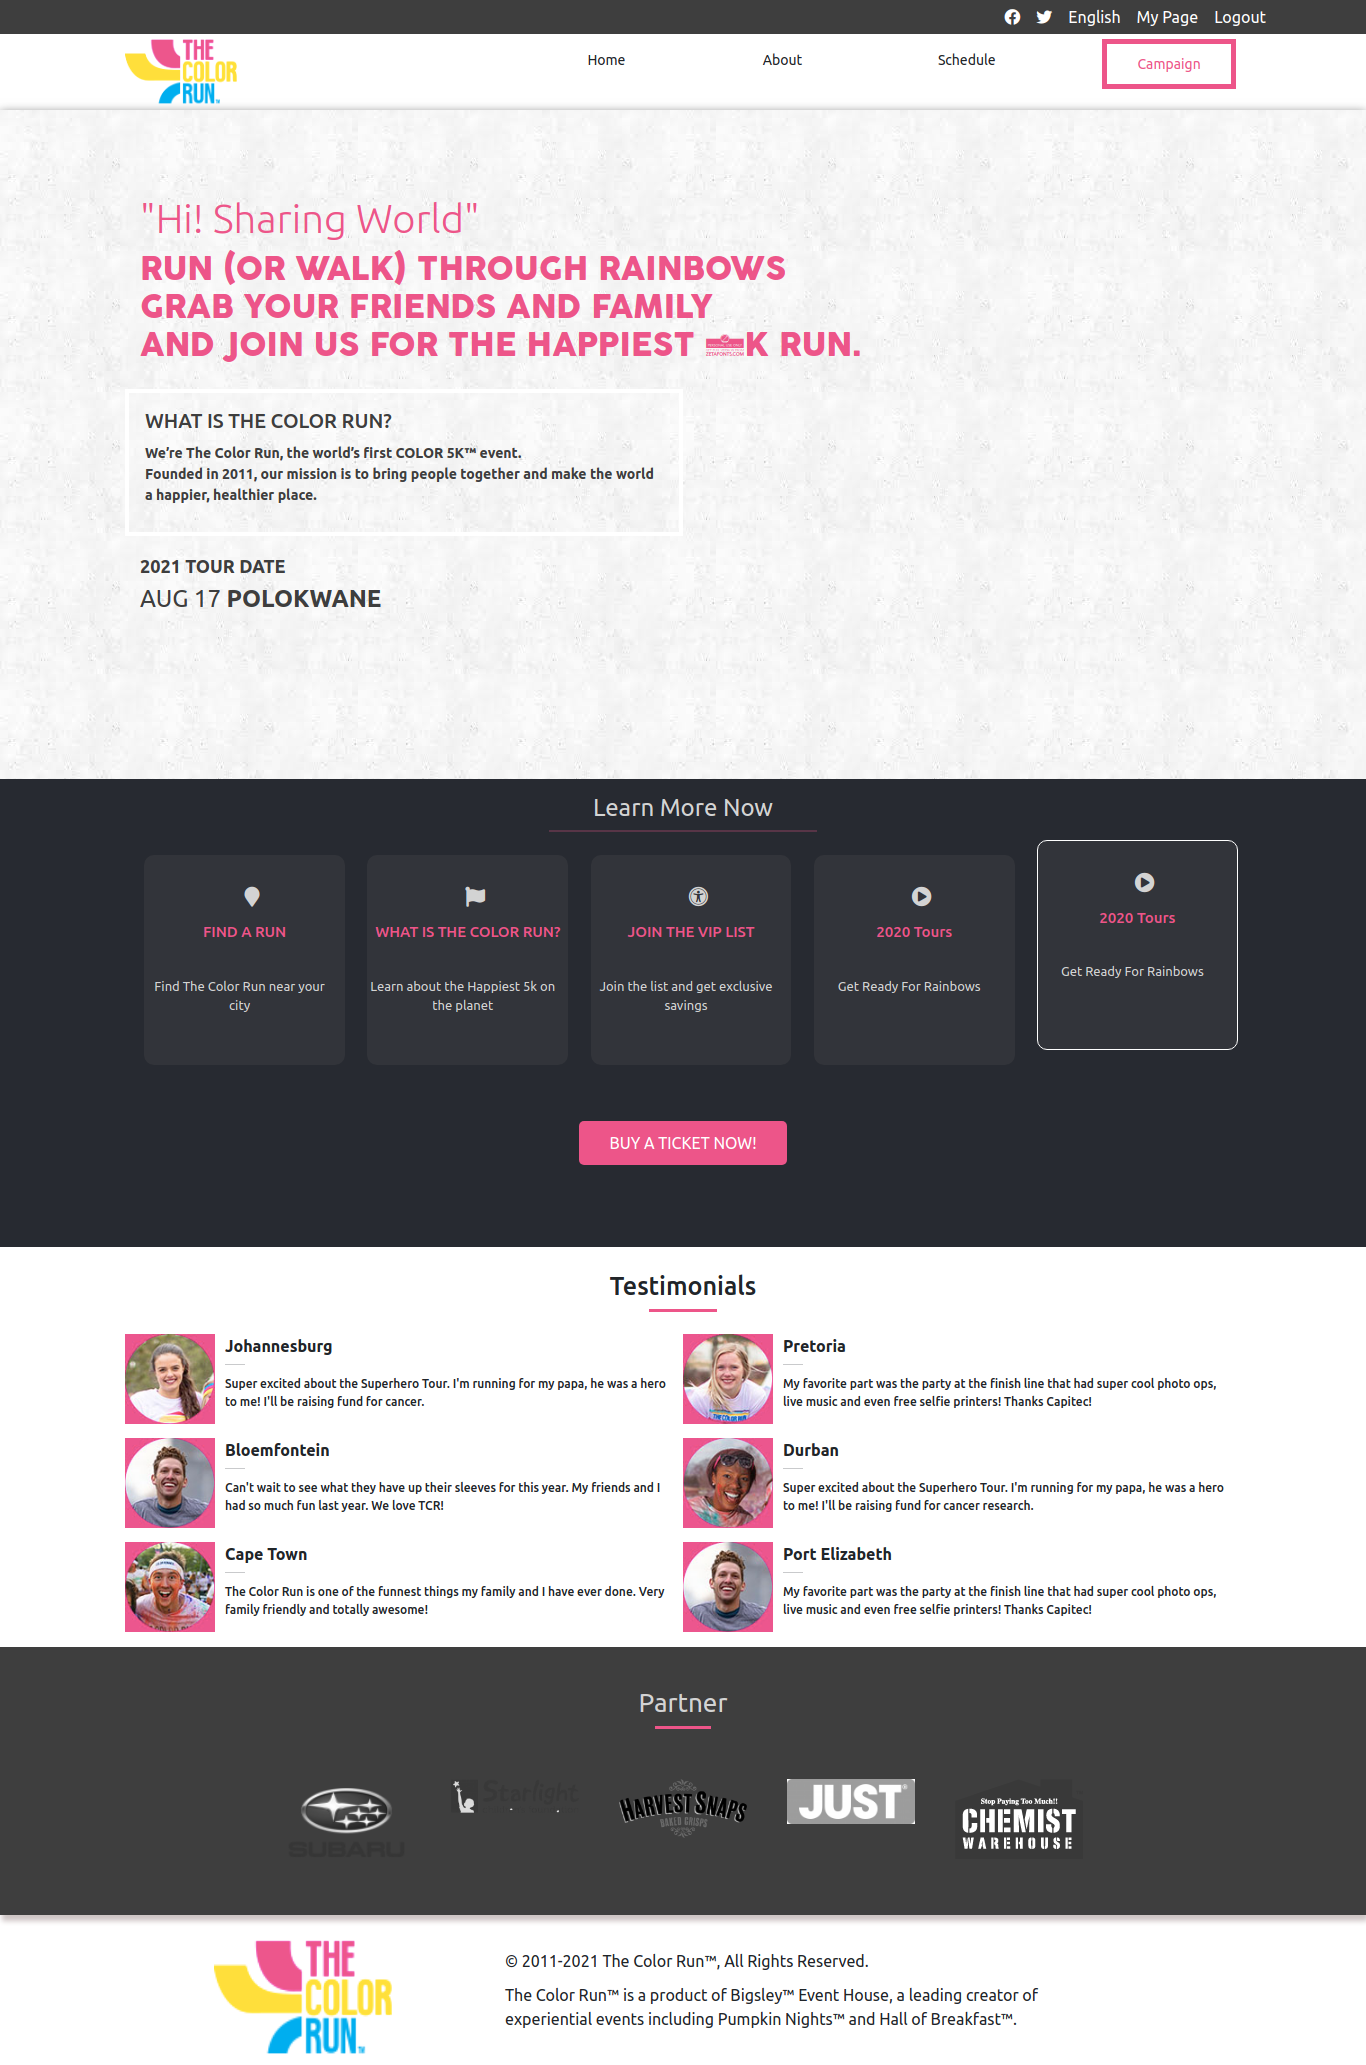 English My Page Logout
THE COLOR RUN™
Home About Schedule Campaign
"Hi! Sharing World"
RUN (OR WALK) THROUGH RAINBOWS
GRAB YOUR FRIENDS AND FAMILY
AND JOIN US FOR THE HAPPIEST ZETAFONTS.COM K RUN.
WHAT IS THE COLOR RUN?
We’re The Color Run, the world’s first COLOR 5K™ event.
Founded in 2011, our mission is to bring people together and make the world
a happier, healthier place.
2021 TOUR DATE
AUG 17 POLOKWANE
Learn More Now
FIND A RUN
Find The Color Run near your
city
WHAT IS THE COLOR RUN?
Learn about the Happiest 5k on
the planet
JOIN THE VIP LIST
Join the list and get exclusive
savings
2020 Tours
Get Ready For Rainbows
2020 Tours
Get Ready For Rainbows
BUY A TICKET NOW!
Testimonials
Johannesburg
Super excited about the Superhero Tour. I'm running for my papa, he was a hero
to me! I'll be raising fund for cancer.
Pretoria
My favorite part was the party at the finish line that had super cool photo ops,
live music and even free selfie printers! Thanks Capitec!
Bloemfontein
Can't wait to see what they have up their sleeves for this year. My friends and I
had so much fun last year. We love TCR!
Durban
Super excited about the Superhero Tour. I'm running for my papa, he was a hero
to me! I'll be raising fund for cancer research.
Cape Town
The Color Run is one of the funnest things my family and I have ever done. Very
family friendly and totally awesome!
Port Elizabeth
My favorite part was the party at the finish line that had super cool photo ops,
live music and even free selfie printers! Thanks Capitec!
Partner
SUBARU
Starlight
HARVEST SNAPS
BAKED CRISPS
JUST®
Stop Paying Too Much!!
CHEMIST
WAREHOUSE
THE
COLOR
RUN™
© 2011-2021 The Color Run™, All Rights Reserved.
The Color Run™ is a product of Bigsley™ Event House, a leading creator of
experiential events including Pumpkin Nights™ and Hall of Breakfast™.